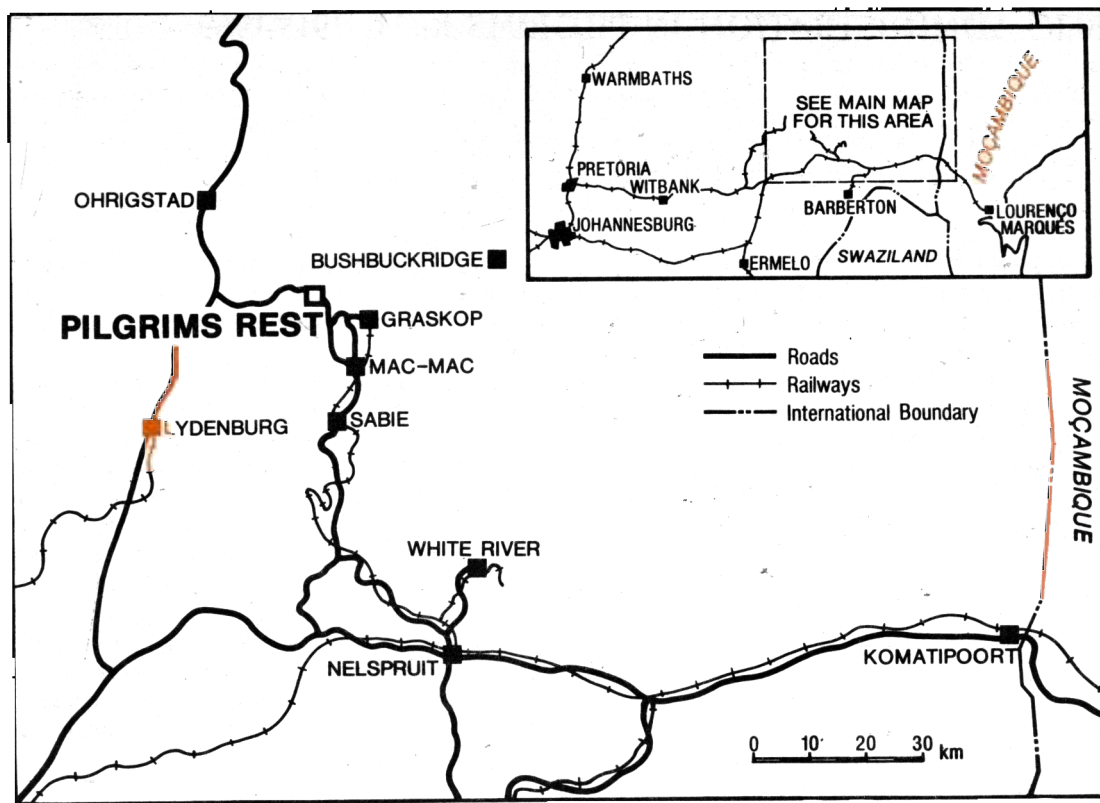 WARMBATHS
SEE MAIN MAP
FOR THIS AREA
MOÇAMBIQUE
PRETORIA
WITBANK
BARBERTON
LOURENÇO
MARQUES
JOHANNESBURG
SWAZILAND
ERMELO
OHRIGSTAD
BUSHBUCKRIDGE
PILGRIMS REST
GRASKOP
MAC-MAC
Roads
Railways
International Boundary
MOÇAMBIQUE
LYDENBURG
SABIE
WHITE RIVER
NELSPRUIT
KOMATIPOORT
0 10 20 30 km